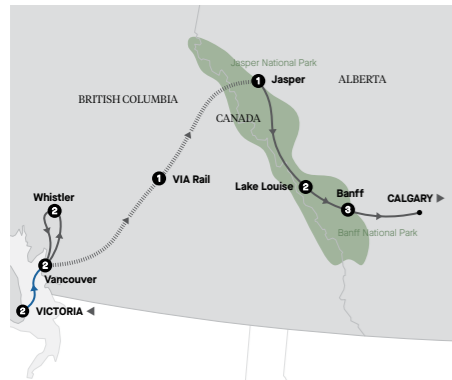 Jasper National Park
1 Jasper
ALBERTA
BRITISH COLUMBIA
CANADA
1 VIA Rail
Lake Louise 2
Banff
3
CALGARY ▶
Whistler
2
Banff National Park
2
Vancouver
2 VICTORIA ◀